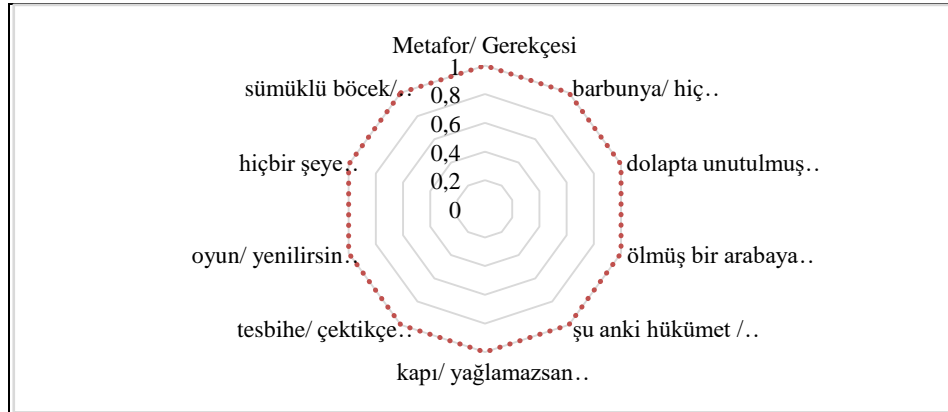 Metafor/ Gerekçesi
1
sümüklü böcek/…
0,8
barbunya/ hiç…
0,6
hiçbir şeye…
0,4
dolapta unutulmuş…
0,2
0
oyun/ yenilirsin…
ölmüş bir arabaya…
tesbihe/ çektikçe…
şu anki hükümet /…
kapı/ yağlamazsan…